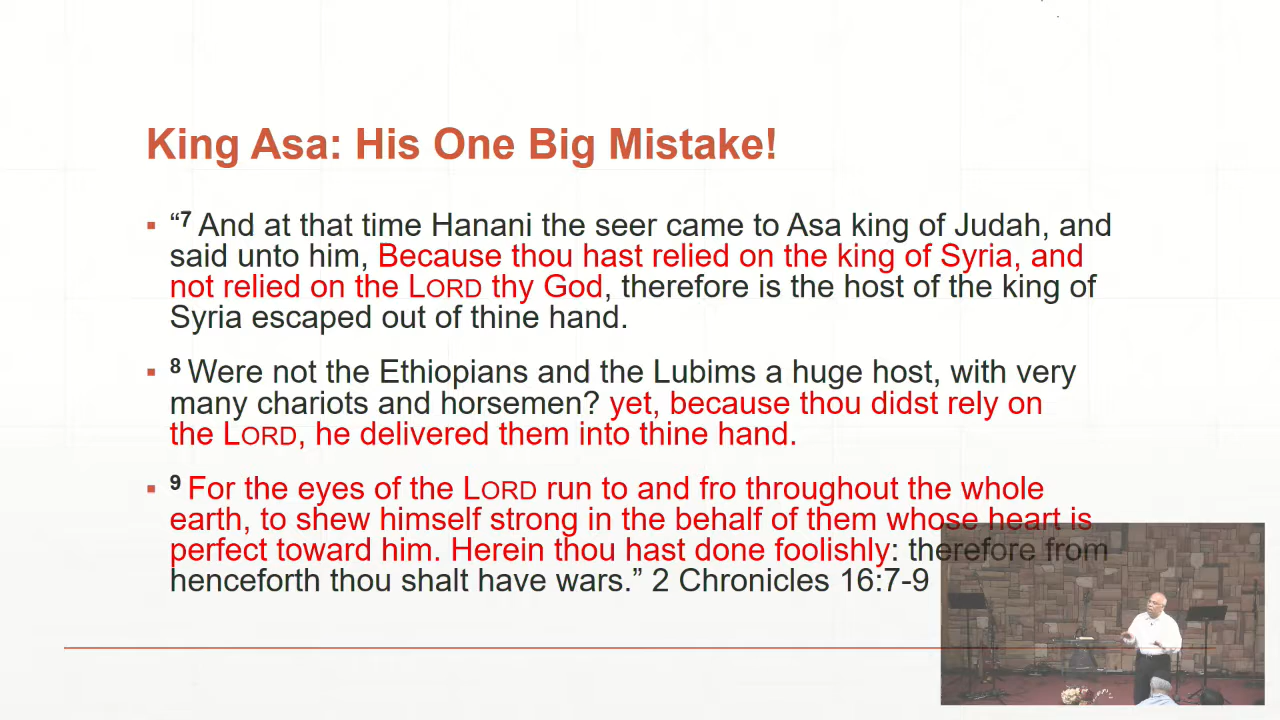 King Asa: His One Big Mistake!
▪ “7 And at that time Hanani the seer came to Asa king of Judah, and
said unto him, Because thou hast relied on the king of Syria, and
not relied on the LORD thy God, therefore is the host of the king of
Syria escaped out of thine hand.
▪ 8 Were not the Ethiopians and the Lubims a huge host, with very
many chariots and horsemen? yet, because thou didst rely on
the LORD, he delivered them into thine hand.
▪ 9 For the eyes of the LORD run to and fro throughout the whole
earth, to shew himself strong in the behalf of them whose heart is
perfect toward him. Herein thou hast done foolishly: therefore from
henceforth thou shalt have wars.” 2 Chronicles 16:7-9